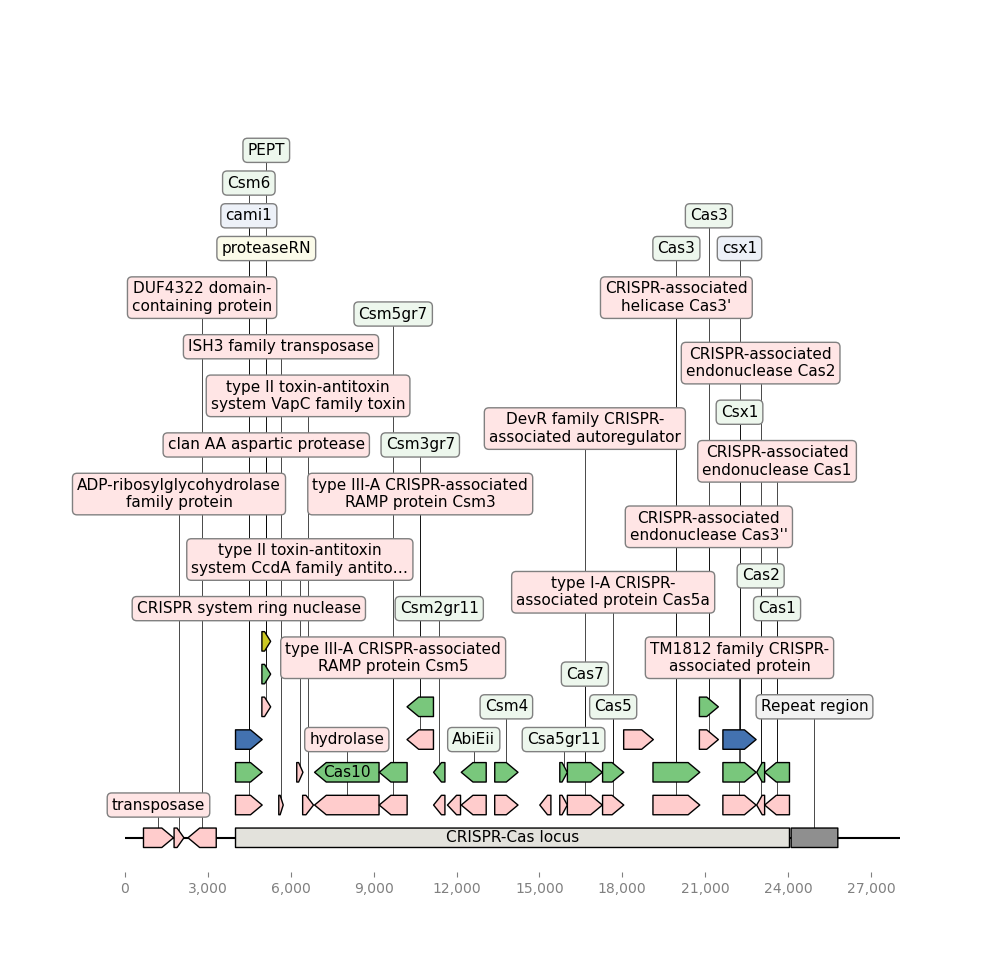 PEPT
Csm6
cami1
Cas3
proteaseRN
Cas3
csx1
DUF4322 domain-
containing protein
CRISPR-associated
helicase Cas3'
Csm5gr7
ISH3 family transposase
CRISPR-associated
endonuclease Cas2
type II toxin-antitoxin
system VapC family toxin
Csx1
DevR family CRISPR-
associated autoregulator
clan AA aspartic protease
Csm3gr7
CRISPR-associated
endonuclease Cas1
ADP-ribosylglycohydrolase
family protein
type III-A CRISPR-associated
RAMP protein Csm3
CRISPR-associated
endonuclease Cas3''
type II toxin-antitoxin
system CcdA family antito...
Cas2
type I-A CRISPR-
associated protein Cas5a
CRISPR system ring nuclease
Csm2gr11
Cas1
type III-A CRISPR-associated
RAMP protein Csm5
TM1812 family CRISPR-
associated protein
Cas7
Csm4
Cas5
Repeat region
hydrolase
AbiEii
Csa5gr11
Cas10
transposase
CRISPR-Cas locus
0
3,000
6,000
9,000
12,000
15,000
18,000
21,000
24,000
27,000